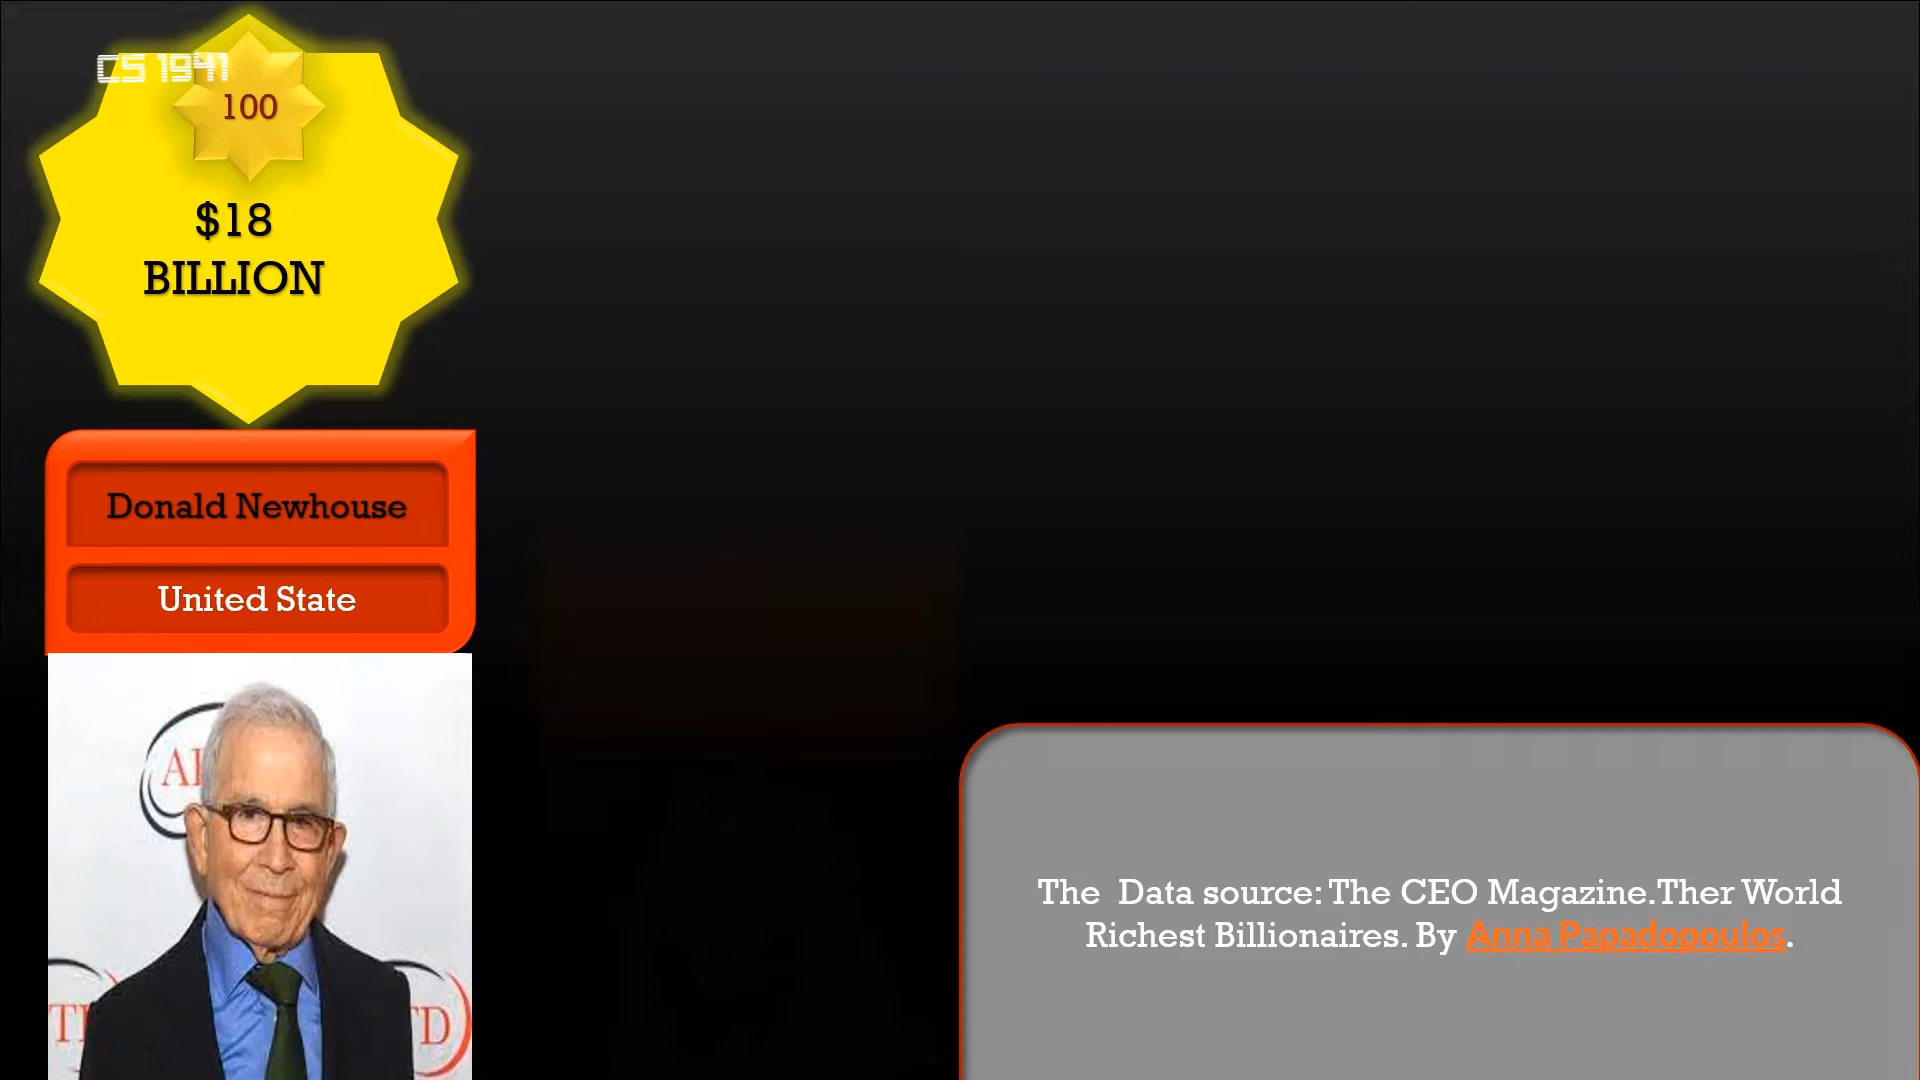 CS 1941
100
$18
BILLION
Donald Newhouse
United State
The Data source: The CEO Magazine.Ther World
Richest Billionaires. By Anna Papadopoulos.